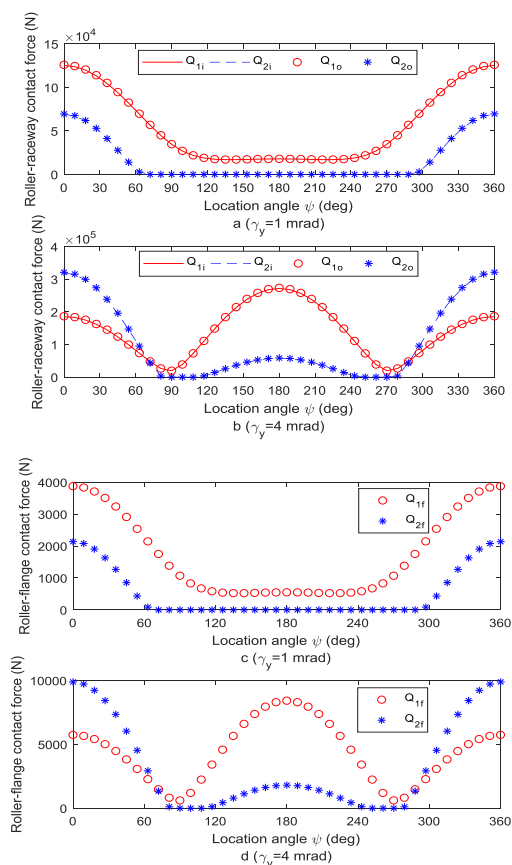 ×10⁴
Roller-raceway contact force (N)
15
10
5
0
Q1i Q2i Q1o Q2o
0 30 60 90 120 150 180 210 240 270 300 330 360
Location angle ψ (deg)
a (γy=1 mrad)
×10⁵
Roller-raceway contact force (N)
4
3
2
1
0
Q1i Q2i Q1o Q2o
0 30 60 90 120 150 180 210 240 270 300 330 360
Location angle ψ (deg)
b (γy=4 mrad)
Roller-flange contact force (N)
4000
3000
2000
1000
0
Q1f
Q2f
0 60 120 180 240 300 360
Location angle ψ (deg)
c (γy=1 mrad)
Roller-flange contact force (N)
10000
5000
0
Q1f
Q2f
0 60 120 180 240 300 360
Location angle ψ (deg)
d (γy=4 mrad)